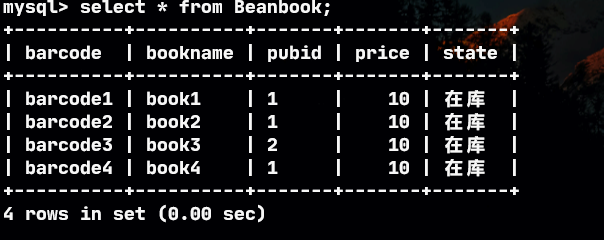 mysql> select * from Beanbook;
+----------+----------+-------+-------+-------+
| barcode  | bookname | pubid | price | state |
+----------+----------+-------+-------+-------+
| barcode1 | book1    | 1     |    10 | 在库  |
| barcode2 | book2    | 1     |    10 | 在库  |
| barcode3 | book3    | 2     |    10 | 在库  |
| barcode4 | book4    | 1     |    10 | 在库  |
+----------+----------+-------+-------+-------+
4 rows in set (0.00 sec)